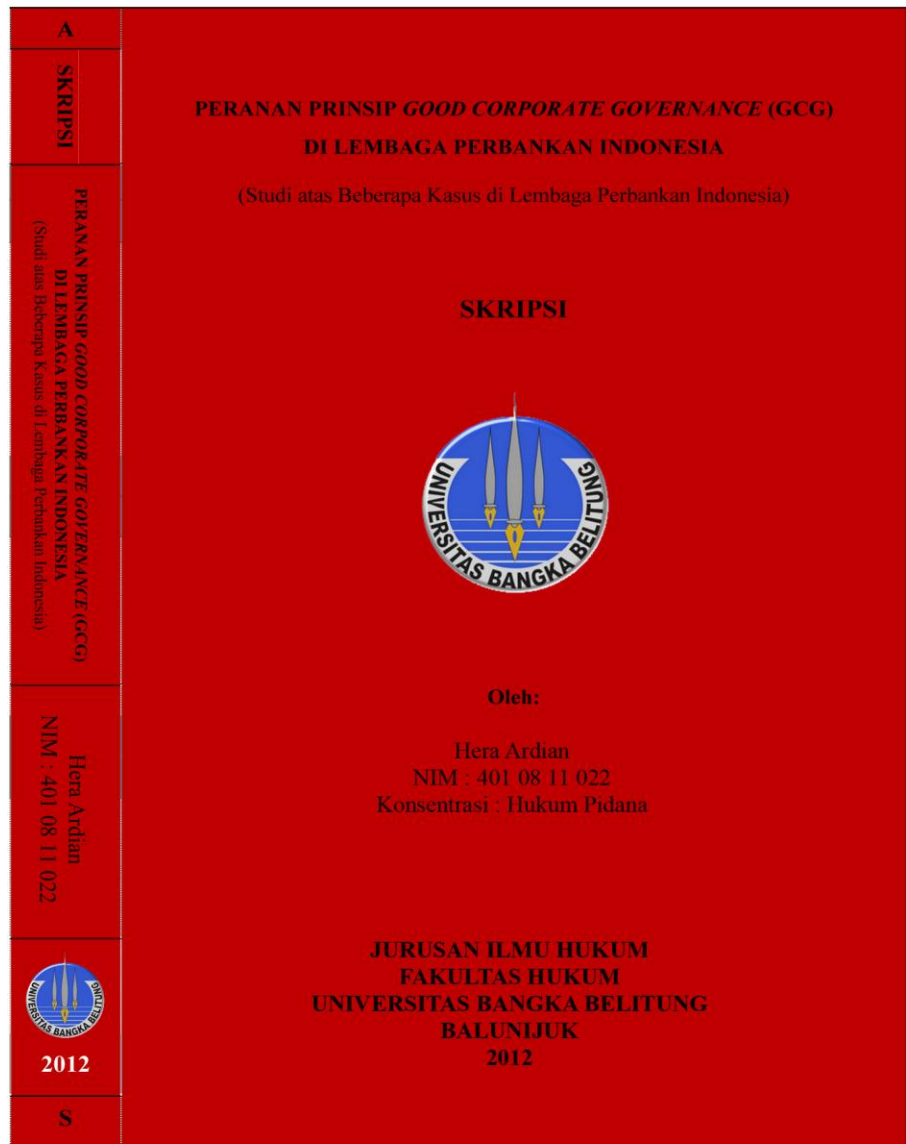 A
SKRIPSI
PERANAN PRINSIP GOOD CORPORATE GOVERNANCE (GCG)
DI LEMBAGA PERBANKAN INDONESIA
(Studi atas Beberapa Kasus di Lembaga Perbankan Indonesia)
Hera Ardian
NIM : 401 08 11 022
UNIVERSITAS BANGKA BELITUNG
2012
S
PERANAN PRINSIP GOOD CORPORATE GOVERNANCE (GCG)
DI LEMBAGA PERBANKAN INDONESIA
(Studi atas Beberapa Kasus di Lembaga Perbankan Indonesia)
SKRIPSI
UNIVERSITAS BANGKA BELITUNG
Oleh:
Hera Ardian
NIM : 401 08 11 022
Konsentrasi : Hukum Pidana
JURUSAN ILMU HUKUM
FAKULTAS HUKUM
UNIVERSITAS BANGKA BELITUNG
BALUNIJUK
2012